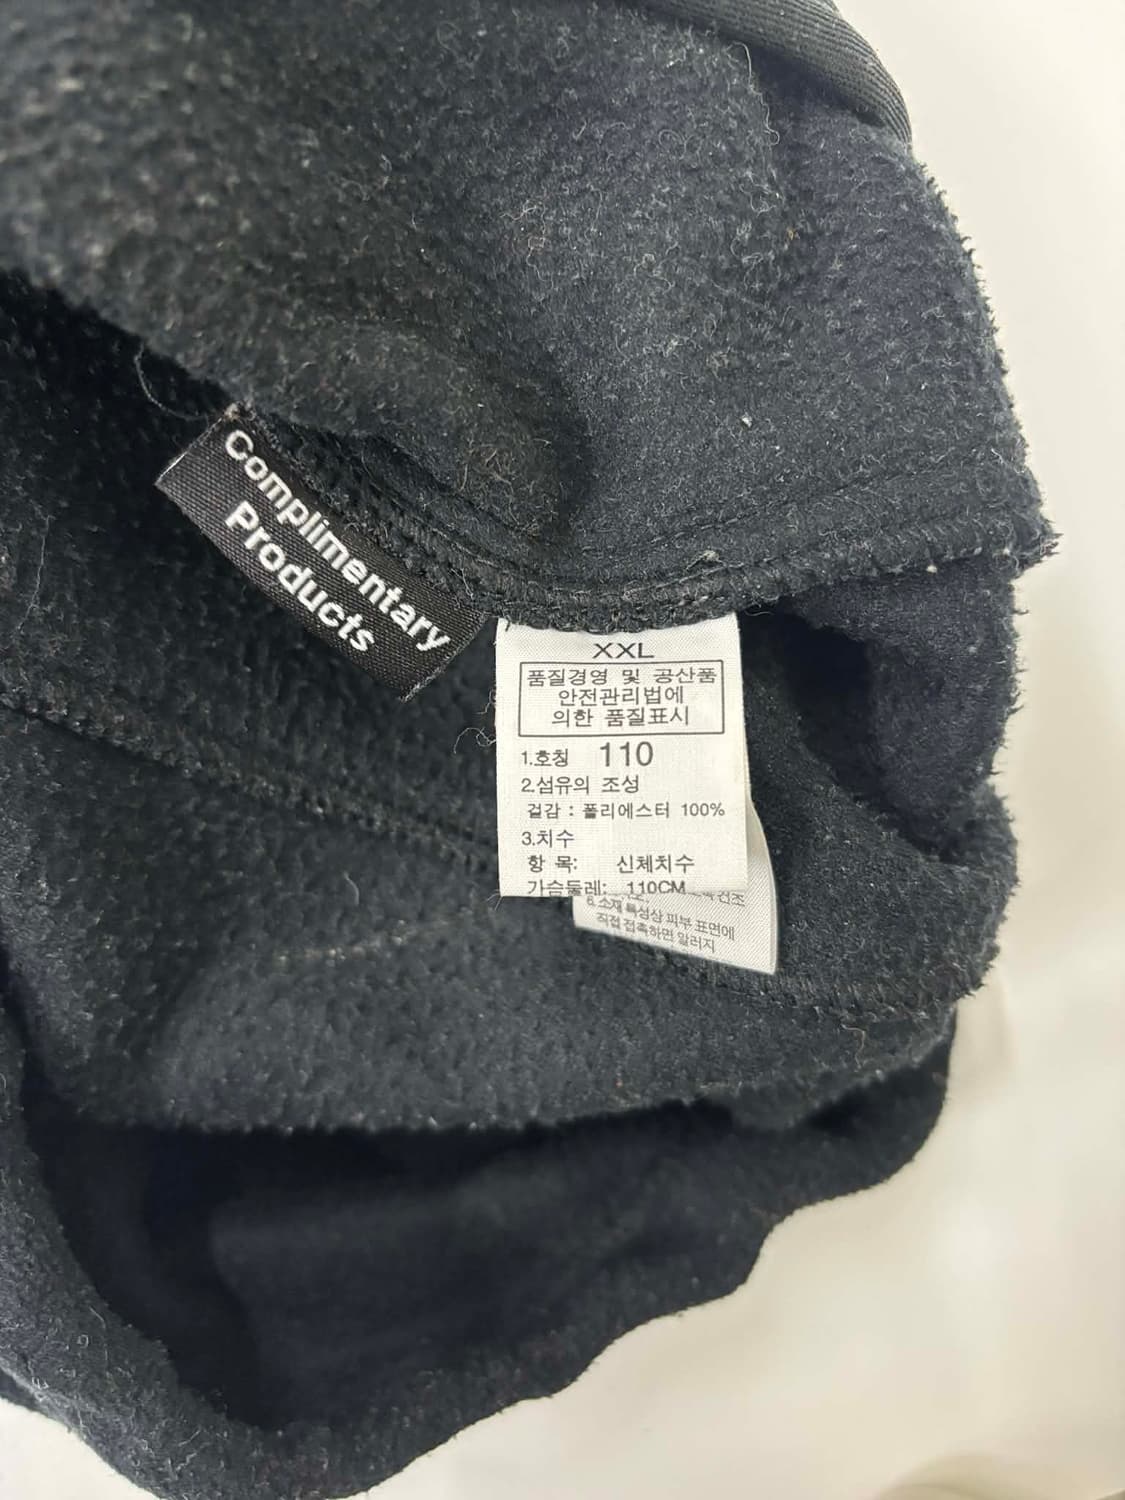 Complimentary
Products
XXL
품질경영 및 공산품
안전관리법에
의한 품질표시
1.호칭 110
2.섬유의 조성
겉감 : 폴리에스터 100%
3.치수
항 목: 신체치수
가슴둘레: 110CM
건조
6.소재 특성상 피부 표면에
직접 접촉하면 알러지